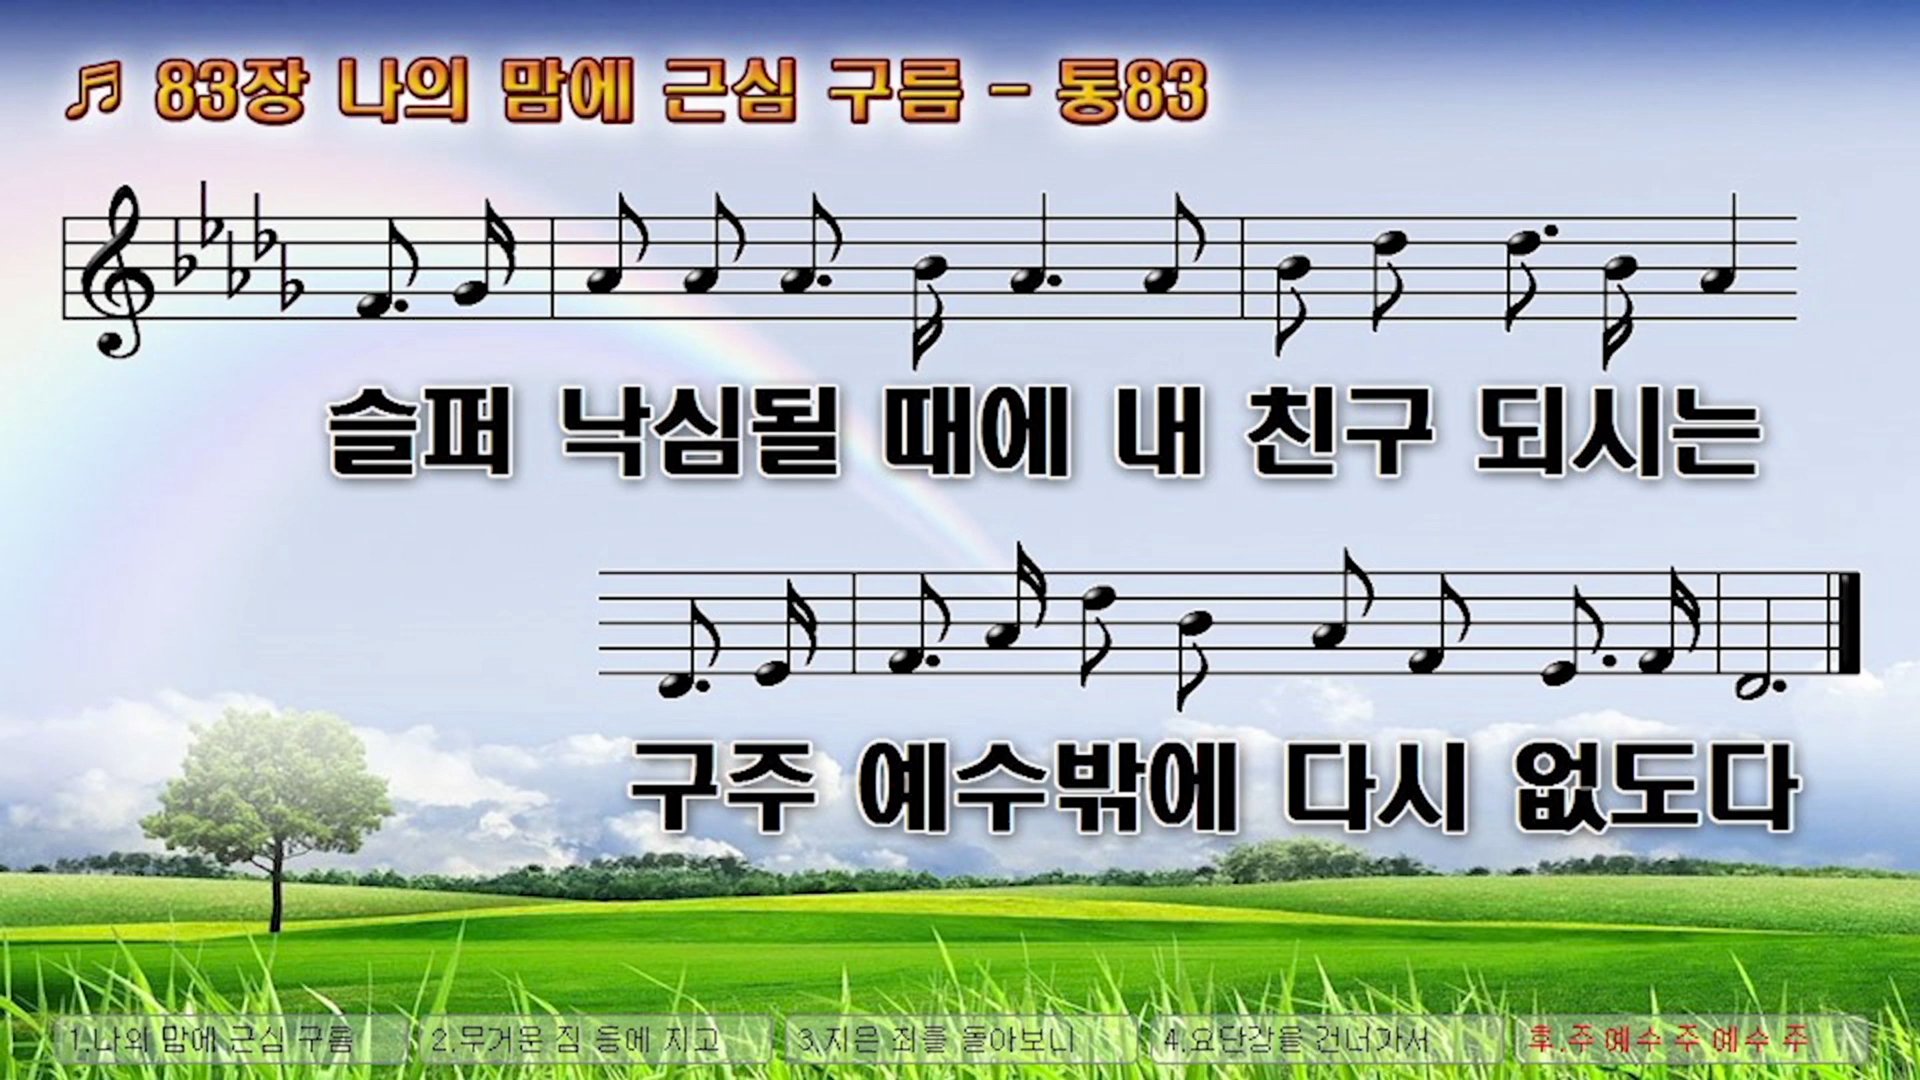 83장 나의 맘에 근심 구름 - 통83
슬퍼 낙심될 때에 내 친구 되시는
구주 예수밖에 다시 없도다
1.나의 맘에 근심 구름 2.무거운 짐 등에 지고 3.지은 죄를 돌아보니 4.요단강을 건너가서 후.주 예수 주 예수 주